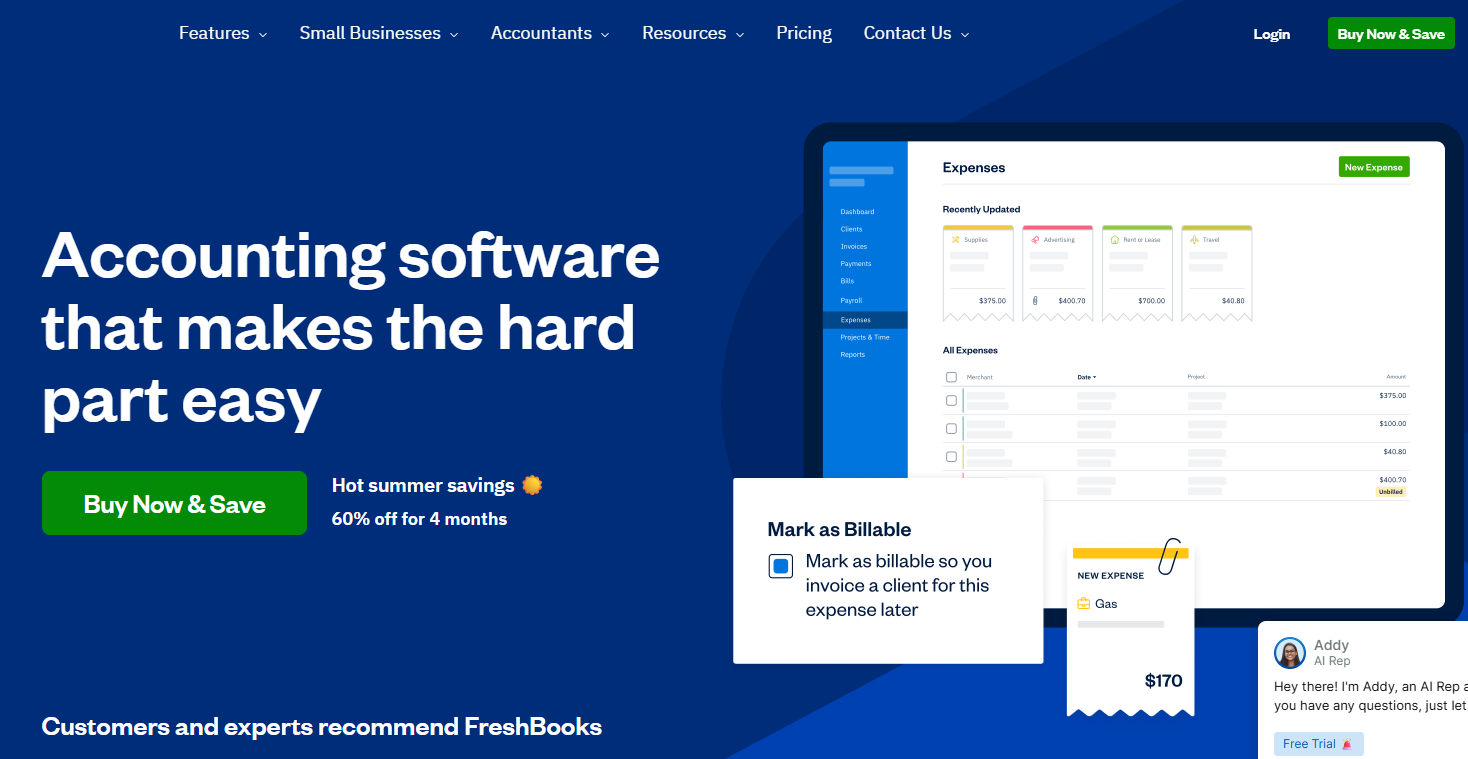 Features
Small Businesses
Accountants
Resources
Pricing
Contact Us
Login
Buy Now & Save
Accounting software
that makes the hard
part easy
Buy Now & Save
Hot summer savings
60% off for 4 months
Customers and experts recommend FreshBooks
Dashboard
Clients
Invoices
Payments
Bills
Payroll
Expenses
Projects & Time
Reports
Expenses
New Expense
Recently Updated
Supplies
$375.00
Advertising
$400.70
Rent or Lease
$700.00
Travel
$40.80
All Expenses
Merchant Date Project Amount
$375.00
$100.00
$40.80
$400.70
Unbilled
Mark as Billable
Mark as billable so you
invoice a client for this
expense later
NEW EXPENSE
Gas
$170
Addy
AI Rep
Hey there! I'm Addy, an AI Rep a
you have any questions, just let
Free Trial